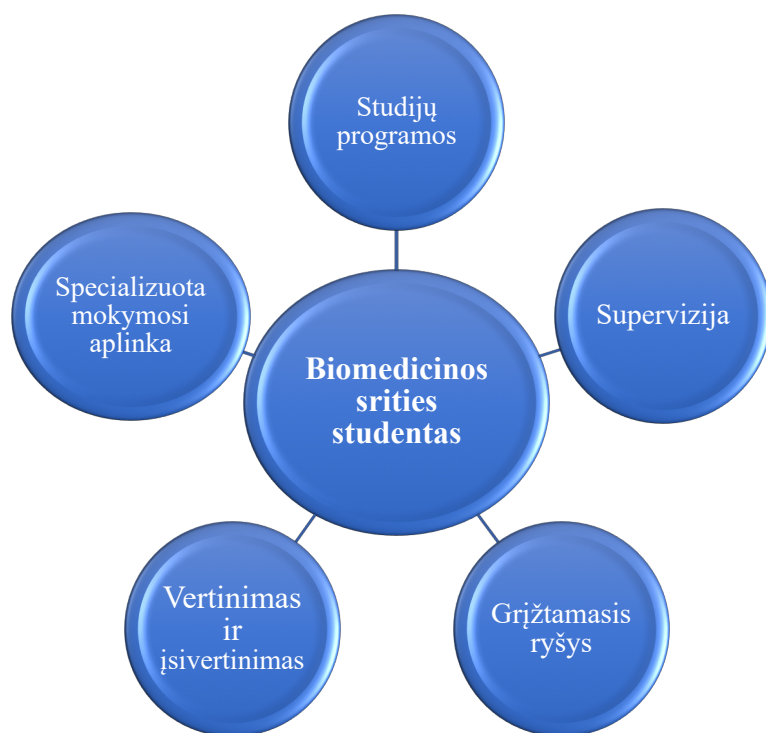 Studijų
programos
Specializuota
mokymosi
aplinka
Supervizija
Biomedicinos
srities
studentas
Vertinimas
ir
įsivertinimas
Grįžtamasis
ryšys